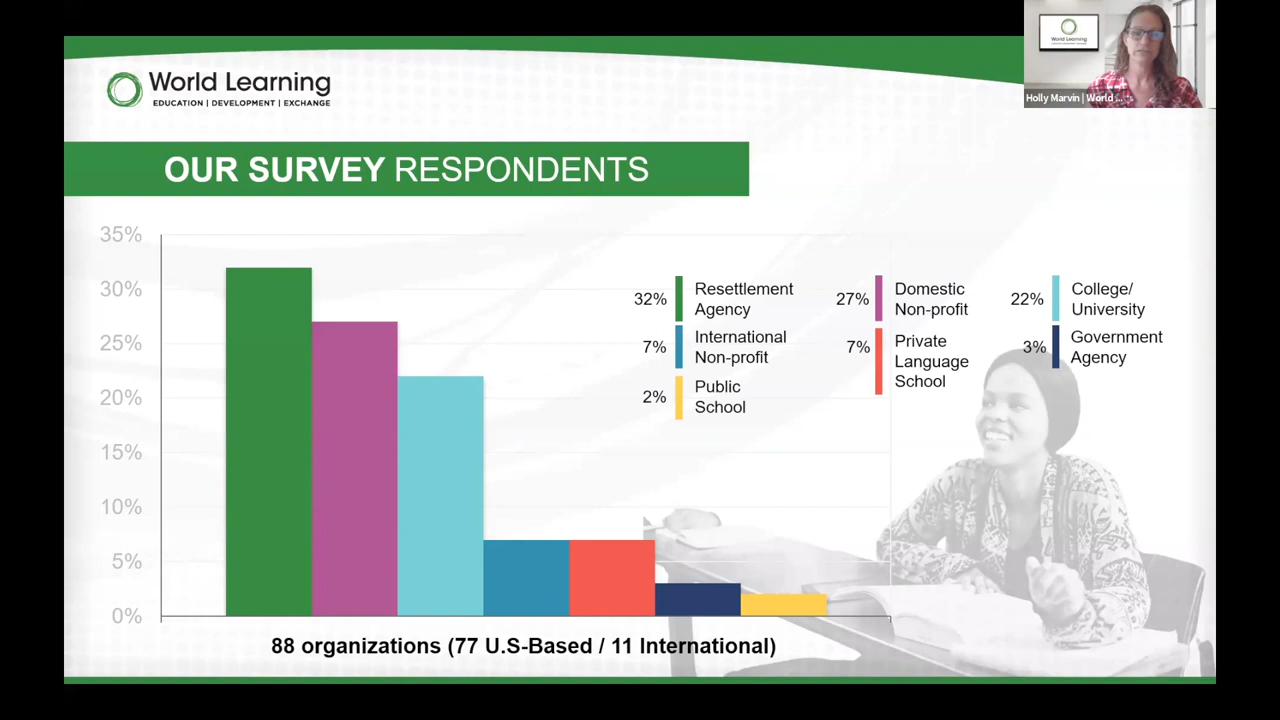 World Learning
EDUCATION | DEVELOPMENT | EXCHANGE
World Learning
Holly Marvin | World ...
OUR SURVEY RESPONDENTS
35%
30%
25%
20%
15%
10%
5%
0%
32% Resettlement
Agency
27% Domestic
Non-profit
22% College/
University
7% International
Non-profit
7% Private
Language
School
3% Government
Agency
2% Public
School
88 organizations (77 U.S-Based / 11 International)